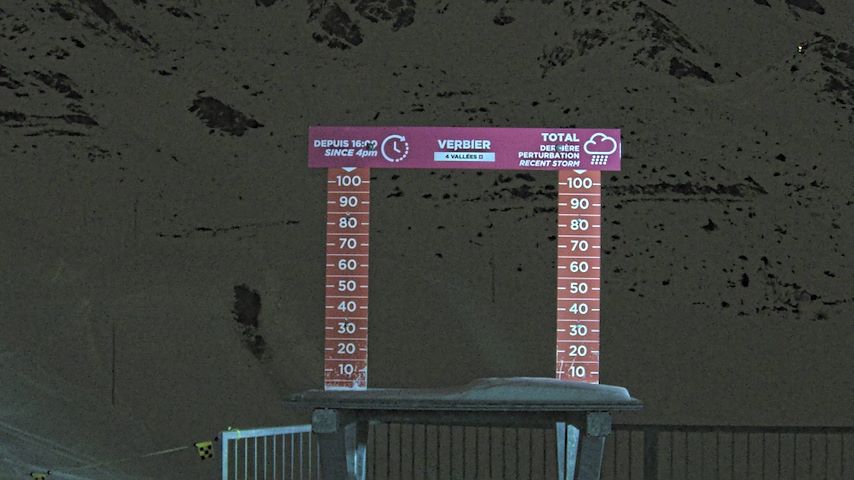 DEPUIS 16:00
SINCE 4pm
VERBIER
4 VALLÉES
TOTAL
DERNIÈRE
PERTURBATION
RECENT STORM
100
90
80
70
60
50
40
30
20
10
100
90
80
70
60
50
40
30
20
10